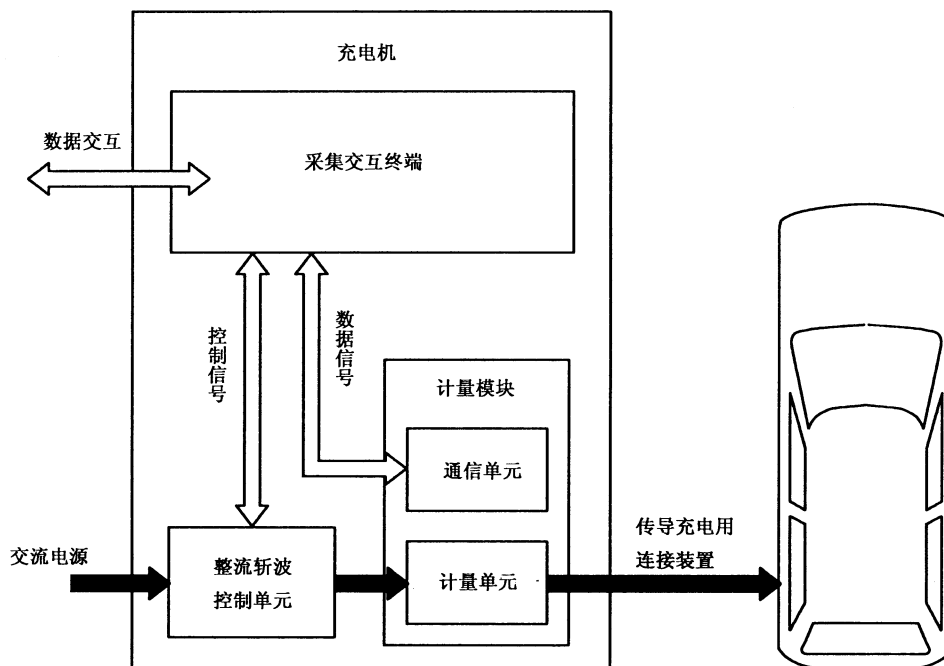 充电机
数据交互
采集交互终端
控制信号
数据信号
计量模块
通信单元
交流电源
整流斩波
控制单元
计量单元
传导充电用
连接装置